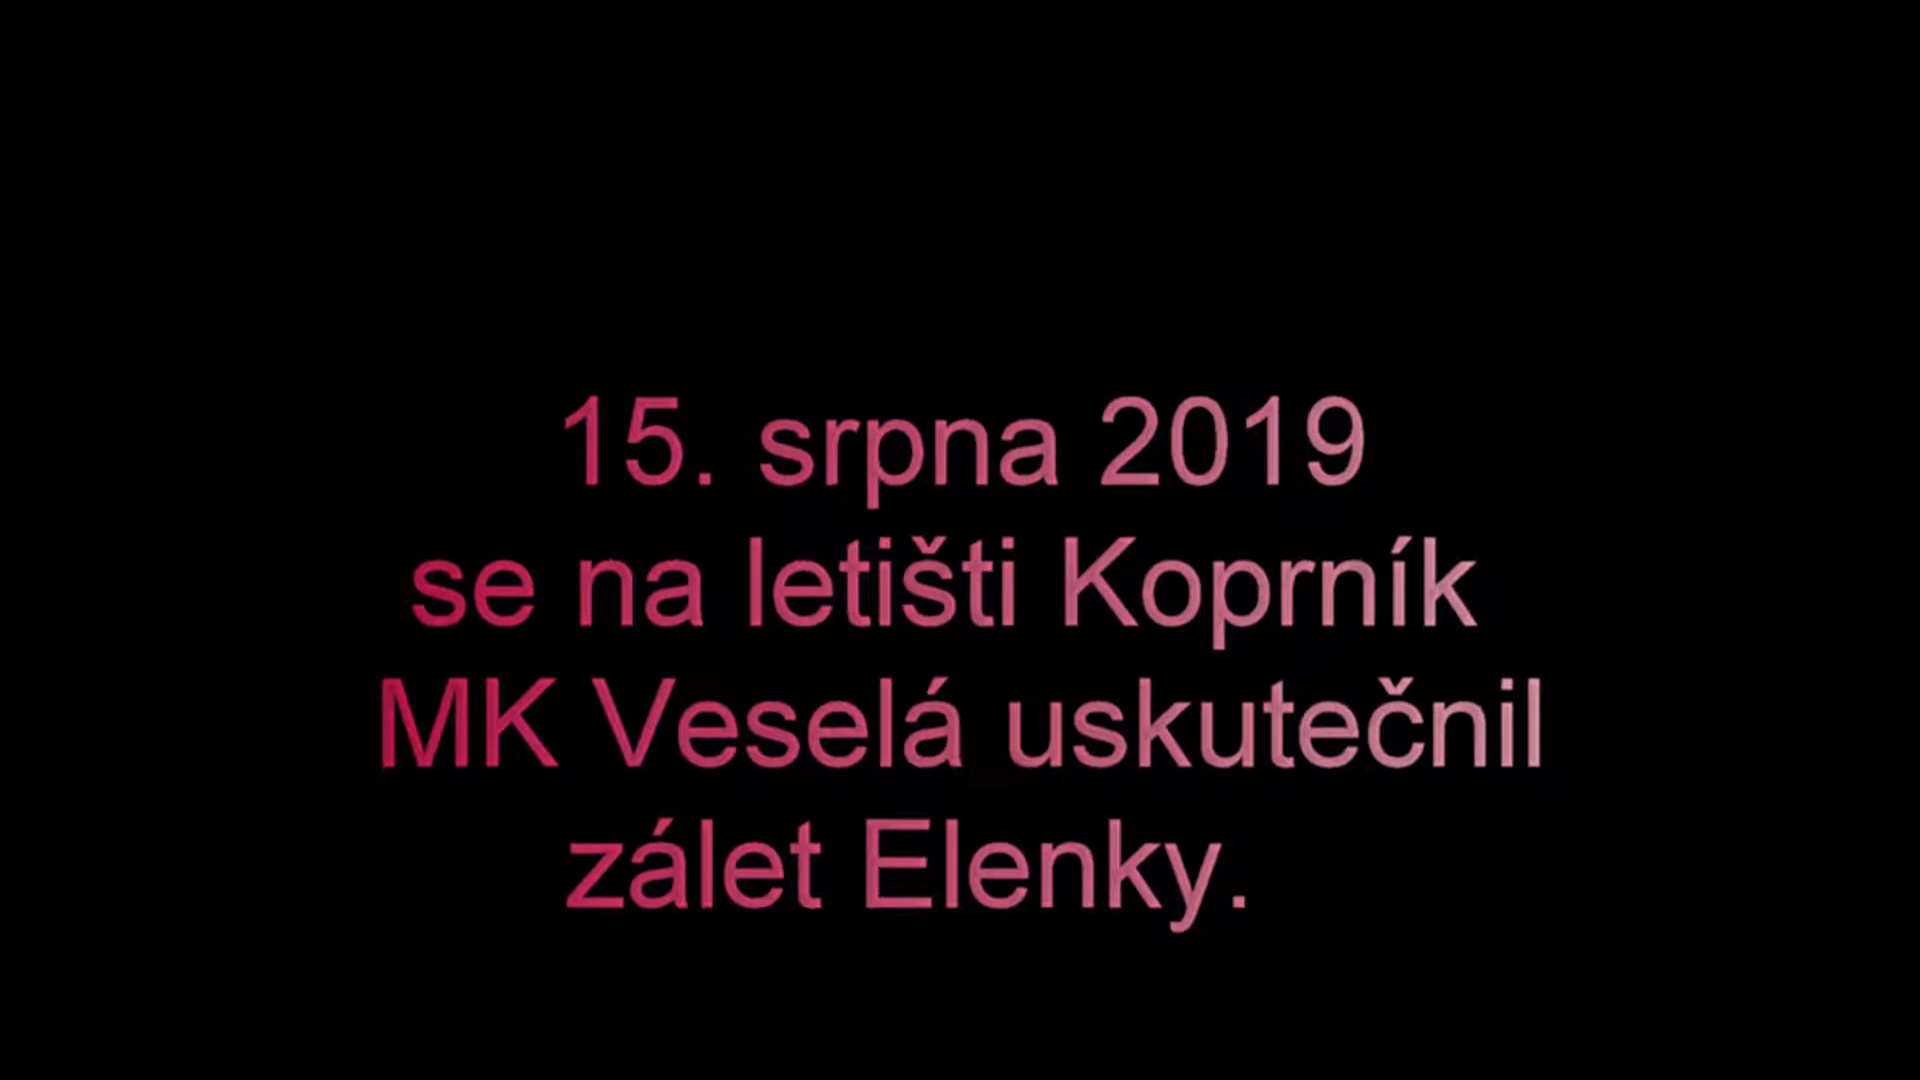 15. srpna 2019
se na letišti Koprník
MK Veselá uskutečnil
zálet Elenky.